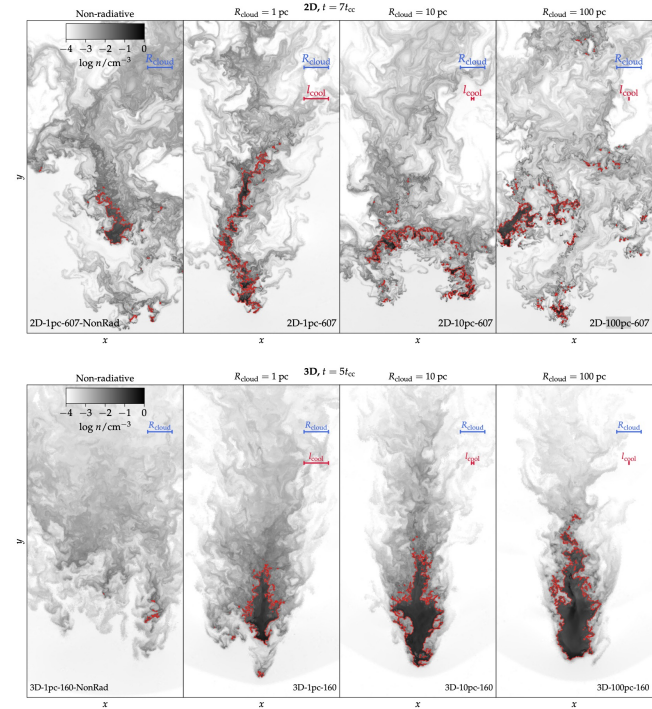 2D, t = 7t_cc
Non-radiative
R_cloud = 1 pc
R_cloud = 10 pc
R_cloud = 100 pc
−4 −3 −2 −1 0
log n/cm⁻³
R_cloud
R_cloud
R_cloud
R_cloud
l_cool
l_cool
l_cool
y
2D-1pc-607-NonRad
2D-1pc-607
2D-10pc-607
2D-100pc-607
x
x
x
x
3D, t = 5t_cc
Non-radiative
R_cloud = 1 pc
R_cloud = 10 pc
R_cloud = 100 pc
−4 −3 −2 −1 0
log n/cm⁻³
R_cloud
R_cloud
R_cloud
R_cloud
l_cool
l_cool
l_cool
y
3D-1pc-160-NonRad
3D-1pc-160
3D-10pc-160
3D-100pc-160
x
x
x
x